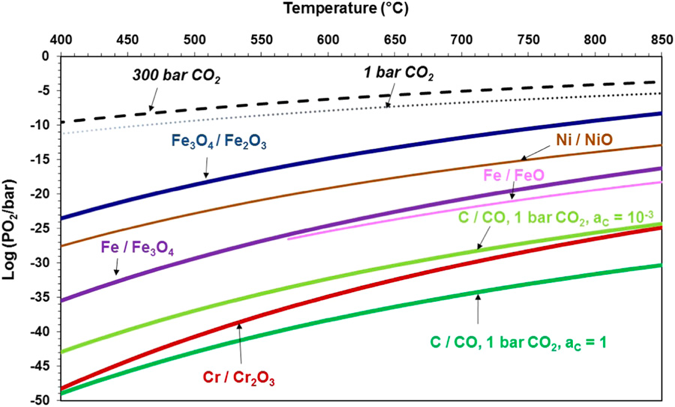 Temperature (°C)
400 450 500 550 600 650 700 750 800 850
0
-5
-10
-15
-20
-25
-30
-35
-40
-45
-50
Log (PO₂/bar)
300 bar CO₂
1 bar CO₂
Fe₃O₄ / Fe₂O₃
Ni / NiO
Fe / FeO
C / CO, 1 bar CO₂, aC = 10⁻³
Fe / Fe₃O₄
Cr / Cr₂O₃
C / CO, 1 bar CO₂, aC = 1